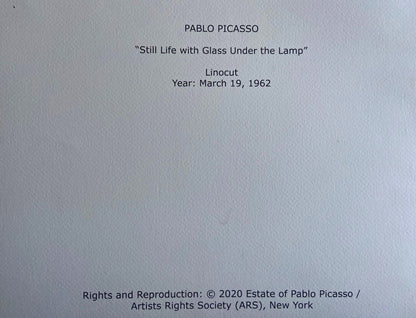 PABLO PICASSO
“Still Life with Glass Under the Lamp”
Linocut
Year: March 19, 1962
Rights and Reproduction: © 2020 Estate of Pablo Picasso /
Artists Rights Society (ARS), New York